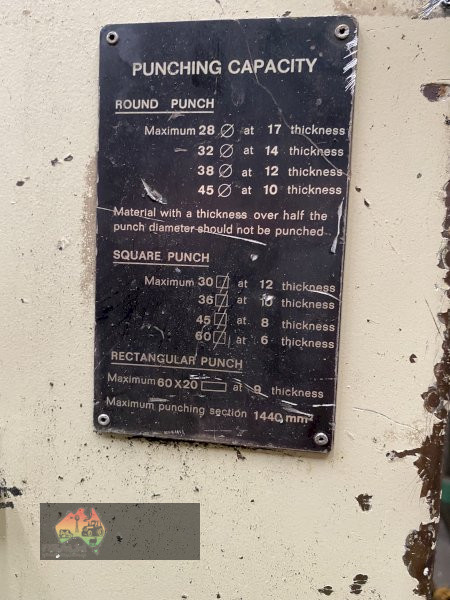 PUNCHING CAPACITY
ROUND PUNCH
Maximum 28 ∅ at 17 thickness
32 ∅ at 14 thickness
38 ∅ at 12 thickness
45 ∅ at 10 thickness
Material with a thickness over half the
punch diameter should not be punched
SQUARE PUNCH
Maximum 30 at 12 thickness
36 at 10 thickness
45 at 8 thickness
60 at 6 thickness
RECTANGULAR PUNCH
Maximum 60X20 at 9 thickness
Maximum punching section 1440 mm²